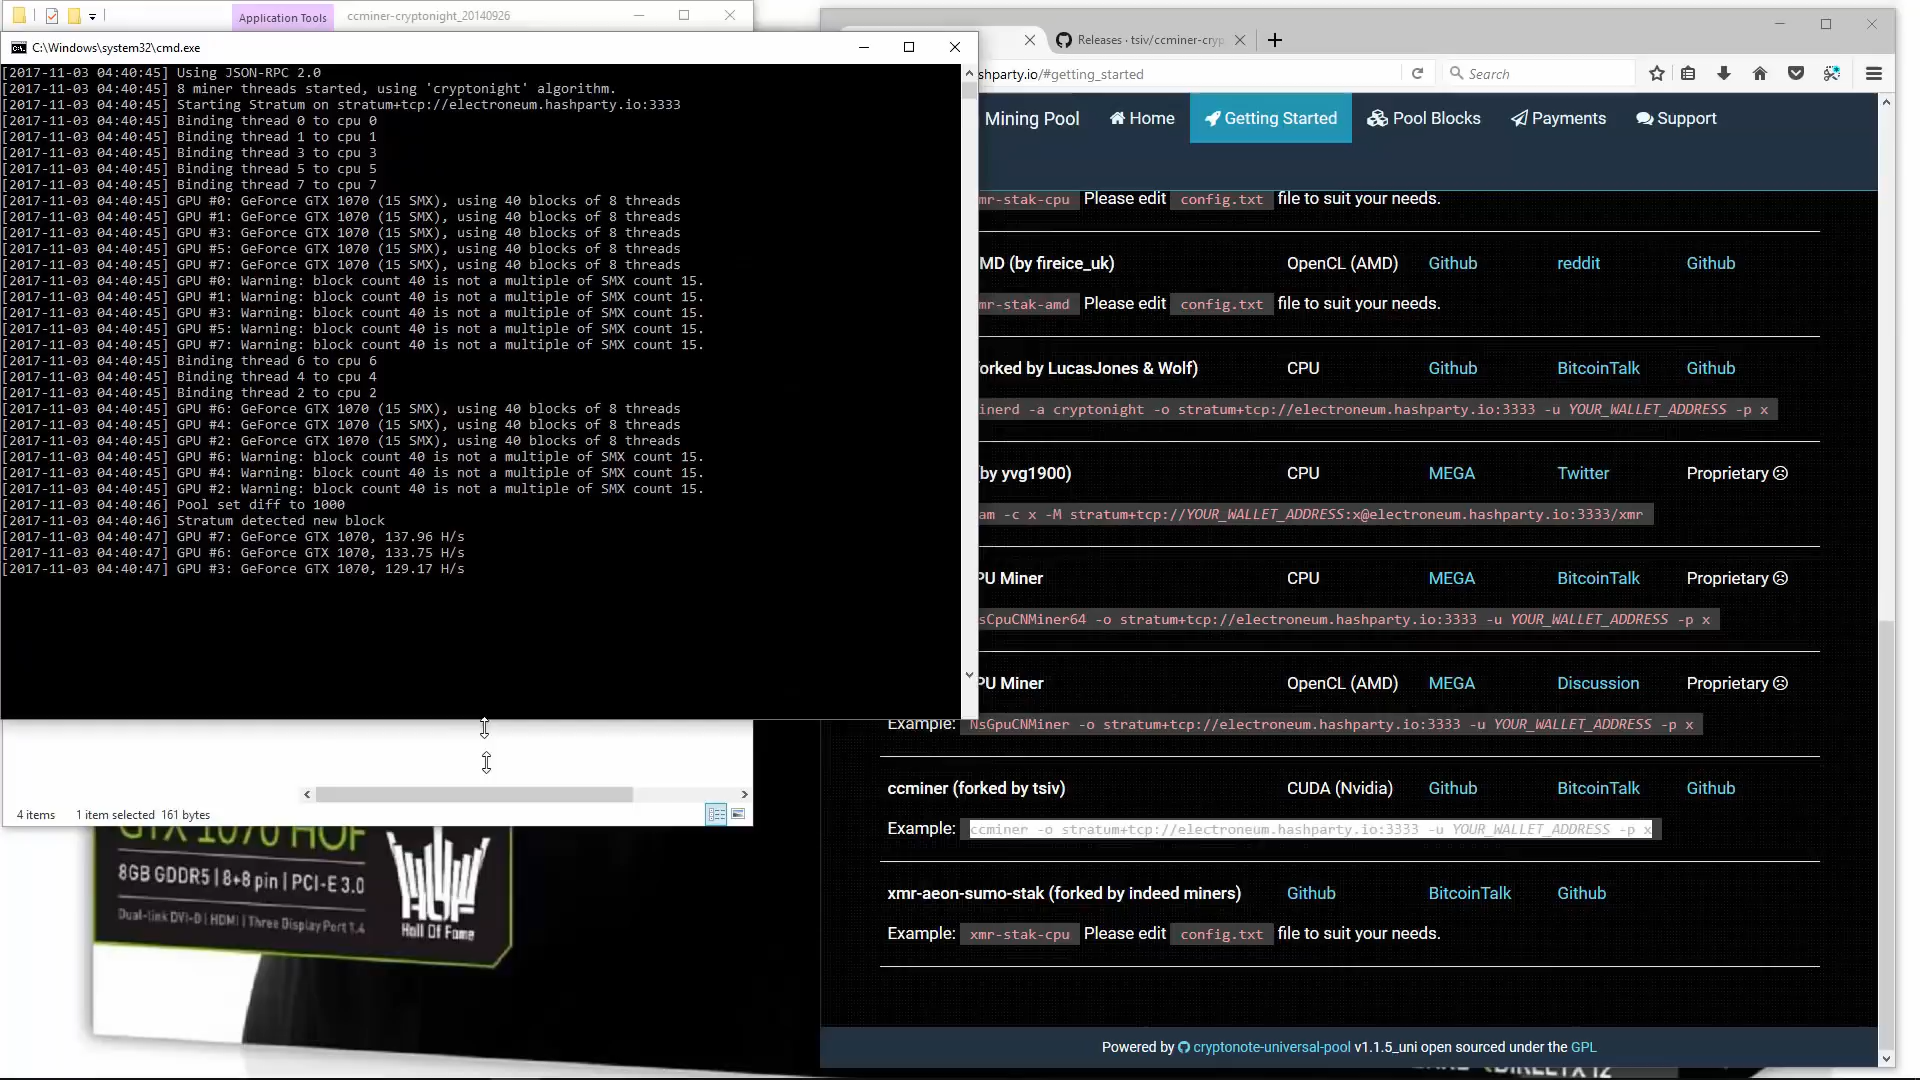 Application Tools
ccminer-cryptonight_20140926
C:\Windows\system32\cmd.exe
[2017-11-03 04:40:45] Using JSON-RPC 2.0
[2017-11-03 04:40:45] 8 miner threads started, using 'cryptonight' algorithm.
[2017-11-03 04:40:45] Starting Stratum on stratum+tcp://electroneum.hashparty.io:3333
[2017-11-03 04:40:45] Binding thread 0 to cpu 0
[2017-11-03 04:40:45] Binding thread 1 to cpu 1
[2017-11-03 04:40:45] Binding thread 3 to cpu 3
[2017-11-03 04:40:45] Binding thread 5 to cpu 5
[2017-11-03 04:40:45] Binding thread 7 to cpu 7
[2017-11-03 04:40:45] GPU #0: GeForce GTX 1070 (15 SMX), using 40 blocks of 8 threads
[2017-11-03 04:40:45] GPU #1: GeForce GTX 1070 (15 SMX), using 40 blocks of 8 threads
[2017-11-03 04:40:45] GPU #3: GeForce GTX 1070 (15 SMX), using 40 blocks of 8 threads
[2017-11-03 04:40:45] GPU #5: GeForce GTX 1070 (15 SMX), using 40 blocks of 8 threads
[2017-11-03 04:40:45] GPU #7: GeForce GTX 1070 (15 SMX), using 40 blocks of 8 threads
[2017-11-03 04:40:45] GPU #0: Warning: block count 40 is not a multiple of SMX count 15.
[2017-11-03 04:40:45] GPU #1: Warning: block count 40 is not a multiple of SMX count 15.
[2017-11-03 04:40:45] GPU #3: Warning: block count 40 is not a multiple of SMX count 15.
[2017-11-03 04:40:45] GPU #5: Warning: block count 40 is not a multiple of SMX count 15.
[2017-11-03 04:40:45] GPU #7: Warning: block count 40 is not a multiple of SMX count 15.
[2017-11-03 04:40:45] Binding thread 6 to cpu 6
[2017-11-03 04:40:45] Binding thread 4 to cpu 4
[2017-11-03 04:40:45] Binding thread 2 to cpu 2
[2017-11-03 04:40:45] GPU #6: GeForce GTX 1070 (15 SMX), using 40 blocks of 8 threads
[2017-11-03 04:40:45] GPU #4: GeForce GTX 1070 (15 SMX), using 40 blocks of 8 threads
[2017-11-03 04:40:45] GPU #2: GeForce GTX 1070 (15 SMX), using 40 blocks of 8 threads
[2017-11-03 04:40:45] GPU #6: Warning: block count 40 is not a multiple of SMX count 15.
[2017-11-03 04:40:45] GPU #4: Warning: block count 40 is not a multiple of SMX count 15.
[2017-11-03 04:40:45] GPU #2: Warning: block count 40 is not a multiple of SMX count 15.
[2017-11-03 04:40:46] Pool set diff to 1000
[2017-11-03 04:40:46] Stratum detected new block
[2017-11-03 04:40:47] GPU #7: GeForce GTX 1070, 137.96 H/s
[2017-11-03 04:40:47] GPU #6: GeForce GTX 1070, 133.75 H/s
[2017-11-03 04:40:47] GPU #3: GeForce GTX 1070, 129.17 H/s
4 items 1 item selected 161 bytes
GTX 1070 HOF
8GB GDDR5 | 8+8 pin | PCI-E 3.0
Dual-link DVI-D | HDMI | Three Display Port 1.4
HOF
Hall Of Fame
Releases · tsiv/ccminer-cryp
shparty.io/#getting_started
Search
Mining Pool Home Getting Started Pool Blocks Payments Support
mr-stak-cpu Please edit config.txt file to suit your needs.
MD (by fireice_uk) OpenCL (AMD) Github reddit Github
mr-stak-amd Please edit config.txt file to suit your needs.
forked by LucasJones & Wolf) CPU Github BitcoinTalk Github
inerd -a cryptonight -o stratum+tcp://electroneum.hashparty.io:3333 -u YOUR_WALLET_ADDRESS -p x
(by yvg1900) CPU MEGA Twitter Proprietary ☹
am -c x -M stratum+tcp://YOUR_WALLET_ADDRESS:x@electroneum.hashparty.io:3333/xmr
PU Miner CPU MEGA BitcoinTalk Proprietary ☹
sCpuCNMiner64 -o stratum+tcp://electroneum.hashparty.io:3333 -u YOUR_WALLET_ADDRESS -p x
PU Miner OpenCL (AMD) MEGA Discussion Proprietary ☹
Example: NsGpuCNMiner -o stratum+tcp://electroneum.hashparty.io:3333 -u YOUR_WALLET_ADDRESS -p x
ccminer (forked by tsiv) CUDA (Nvidia) Github BitcoinTalk Github
Example: ccminer -o stratum+tcp://electroneum.hashparty.io:3333 -u YOUR_WALLET_ADDRESS -p x
xmr-aeon-sumo-stak (forked by indeed miners) Github BitcoinTalk Github
Example: xmr-stak-cpu Please edit config.txt file to suit your needs.
Powered by cryptonote-universal-pool v1.1.5_uni open sourced under the GPL